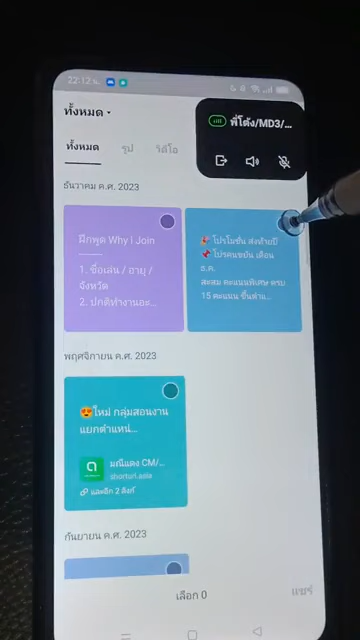 22:12 น.
ทั้งหมด
พี่โต้ง/MD3/...
ทั้งหมด
รูป
วิดีโอ
ธันวาคม ค.ศ. 2023
ฝึกพูด Why I Join
1. ชื่อเล่น / อายุ /
จังหวัด
2. ปกติทำงานอะ...
🎉 โปรโมชั่น ส่งท้ายปี
📌 โปรคนขยัน เดือน
ธ.ค.
สะสม คะแนนพิเศษ ครบ
15 คะแนน ขึ้นทำเ...
พฤศจิกายน ค.ศ. 2023
😍ใหม่ กลุ่มสอนงาน
แยกตำแหน่...
มณีแดง CM/...
shorturl.asia
และอีก 2 ลิงก์
กันยายน ค.ศ. 2023
เลือก 0
แชร์